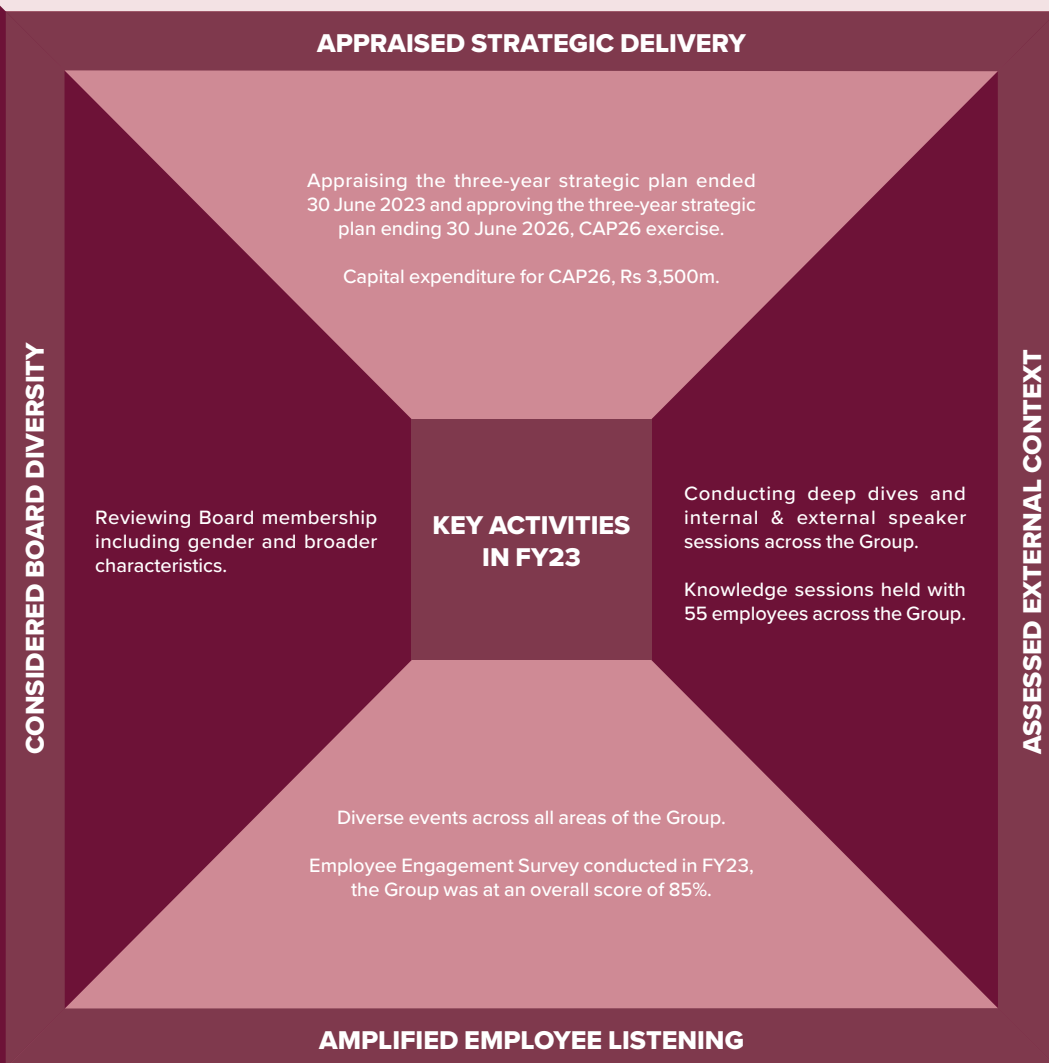 APPRAISED STRATEGIC DELIVERY
Appraising the three-year strategic plan ended
30 June 2023 and approving the three-year strategic
plan ending 30 June 2026, CAP26 exercise.
Capital expenditure for CAP26, Rs 3,500m.
CONSIDERED BOARD DIVERSITY
Reviewing Board membership
including gender and broader
characteristics.
KEY ACTIVITIES
IN FY23
Conducting deep dives and
internal & external speaker
sessions across the Group.
Knowledge sessions held with
55 employees across the Group.
ASSESSED EXTERNAL CONTEXT
Diverse events across all areas of the Group.
Employee Engagement Survey conducted in FY23,
the Group was at an overall score of 85%.
AMPLIFIED EMPLOYEE LISTENING